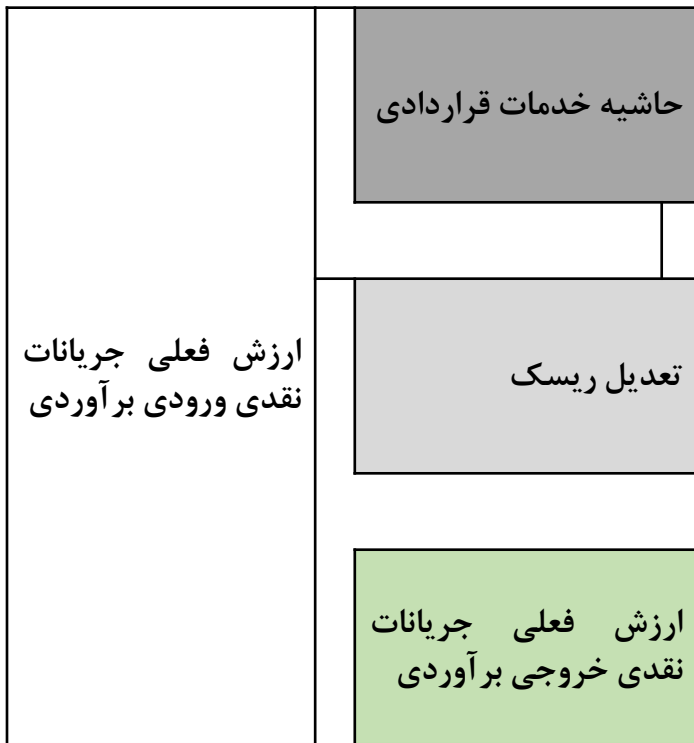 حاشیه خدمات قراردادی
تعدیل ریسک
ارزش فعلی جریانات
نقدی خروجی برآوردی
ارزش فعلی جریانات
نقدی ورودی برآوردی